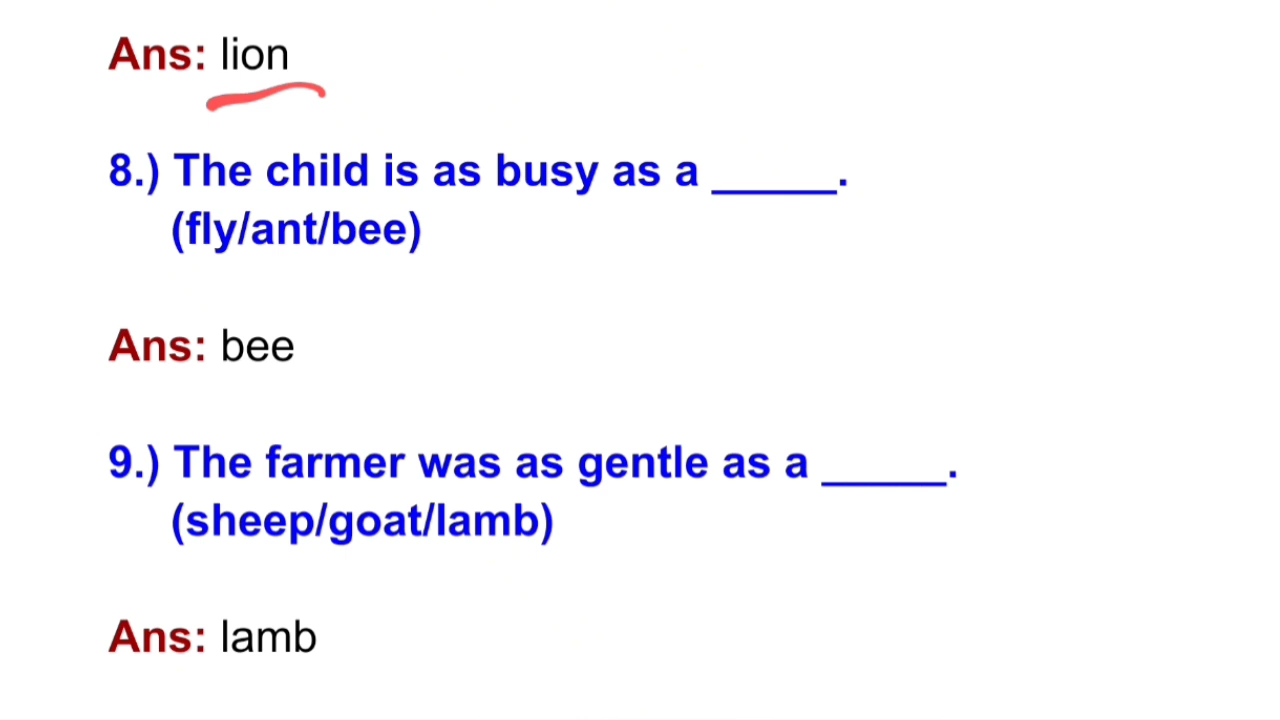 Ans: lion
8.) The child is as busy as a _____.
(fly/ant/bee)
Ans: bee
9.) The farmer was as gentle as a _____.
(sheep/goat/lamb)
Ans: lamb